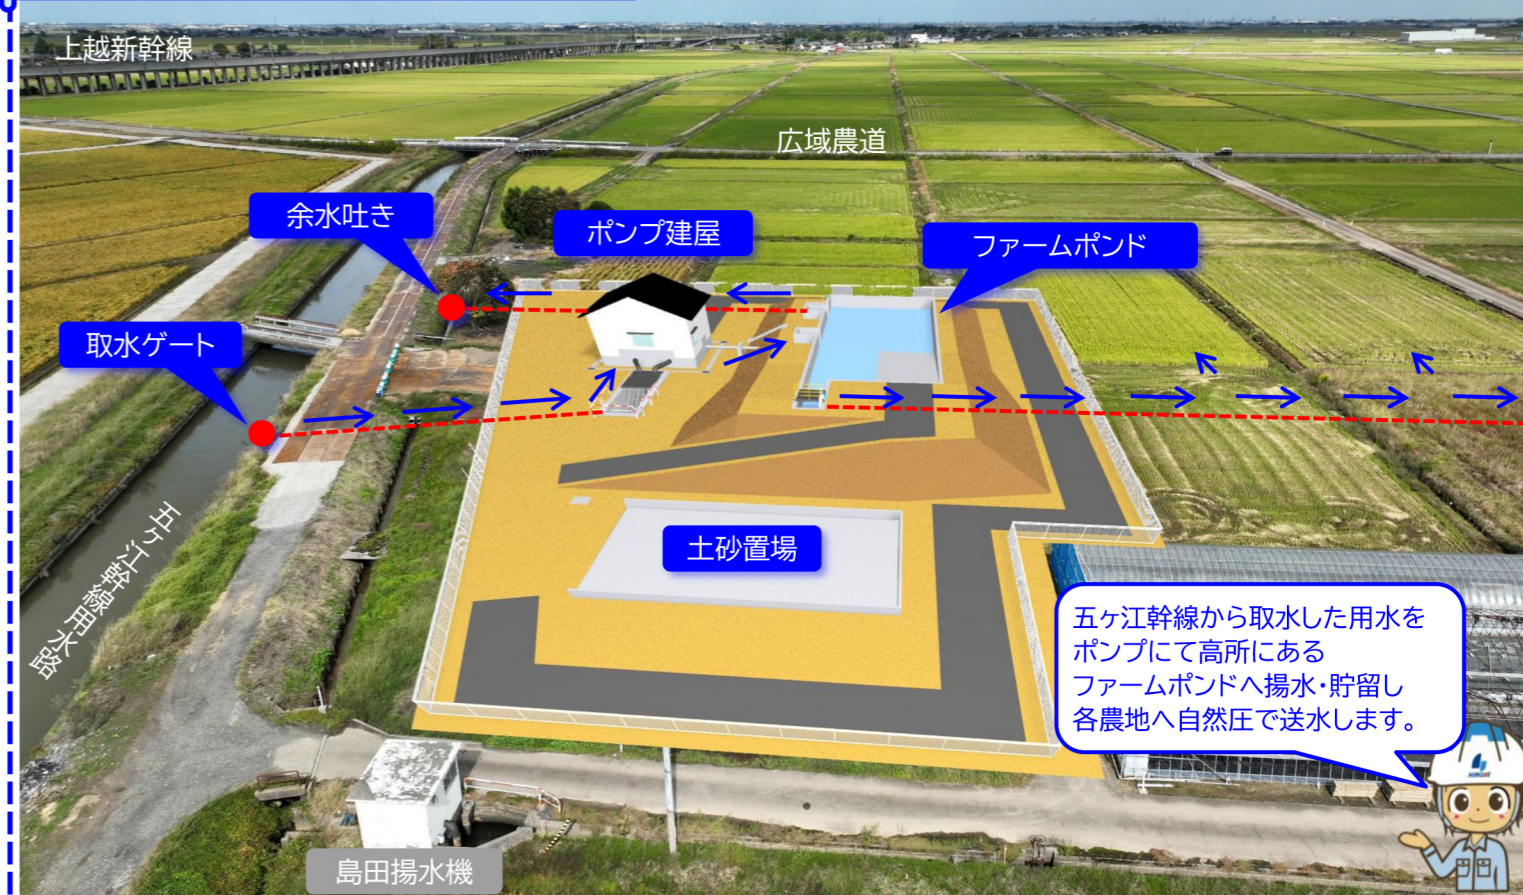 上越新幹線
広域農道
余水吐き
ポンプ建屋
ファームポンド
取水ゲート
五ヶ江幹線用水路
土砂置場
五ヶ江幹線から取水した用水を
ポンプにて高所にある
ファームポンドへ揚水・貯留し
各農地へ自然圧で送水します。
島田揚水機